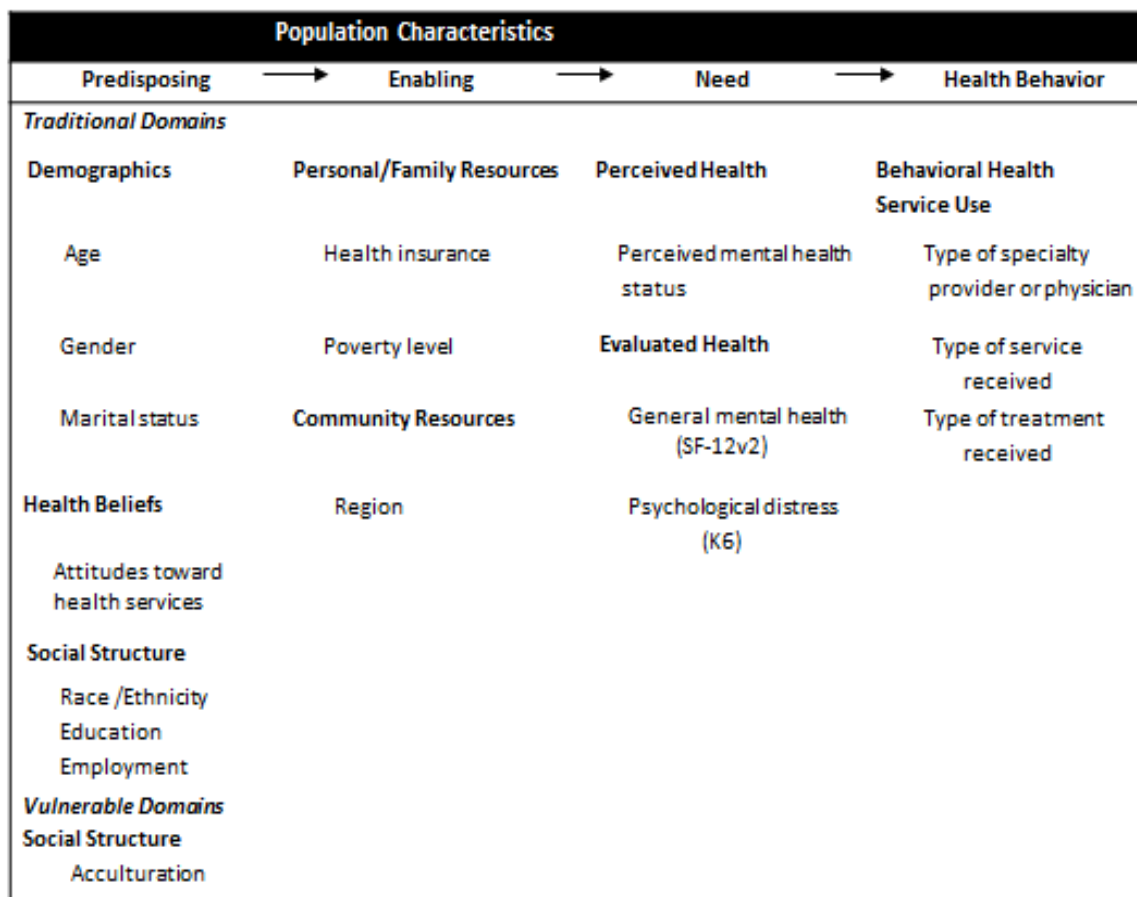 Population Characteristics
Predisposing Enabling Need Health Behavior
Traditional Domains
Demographics Personal/Family Resources Perceived Health Behavioral Health
Service Use
Age Health insurance Perceived mental health Type of specialty
status provider or physician
Gender Poverty level Evaluated Health Type of service
received
Marital status Community Resources General mental health Type of treatment
(SF-12v2) received
Health Beliefs Region Psychological distress
(K6)
Attitudes toward
health services
Social Structure
Race /Ethnicity
Education
Employment
Vulnerable Domains
Social Structure
Acculturation